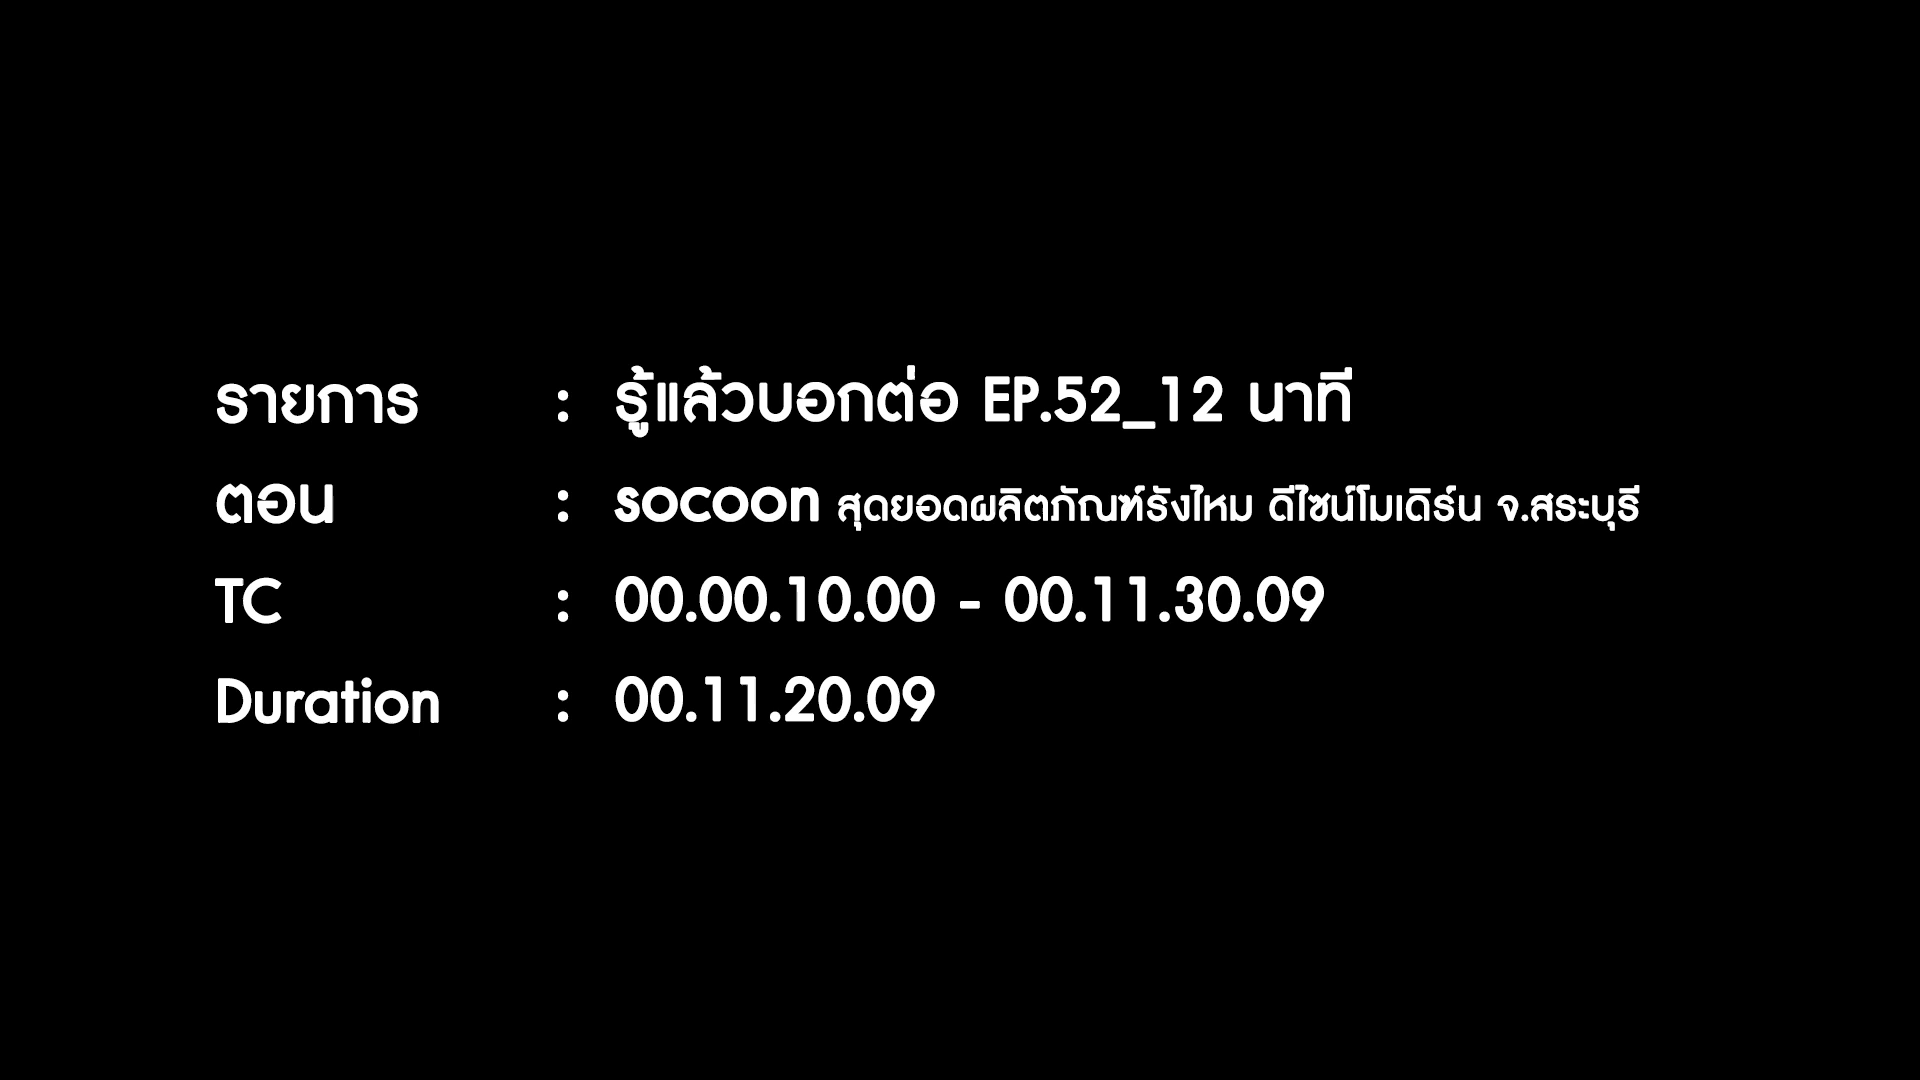 รายการ : รู้แล้วบอกต่อ EP.52_12 นาที
ตอน : socoon สุดยอดผลิตภัณฑ์รังไหม ดีไซน์โมเดิร์น จ.สระบุรี
TC : 00.00.10.00 - 00.11.30.09
Duration : 00.11.20.09